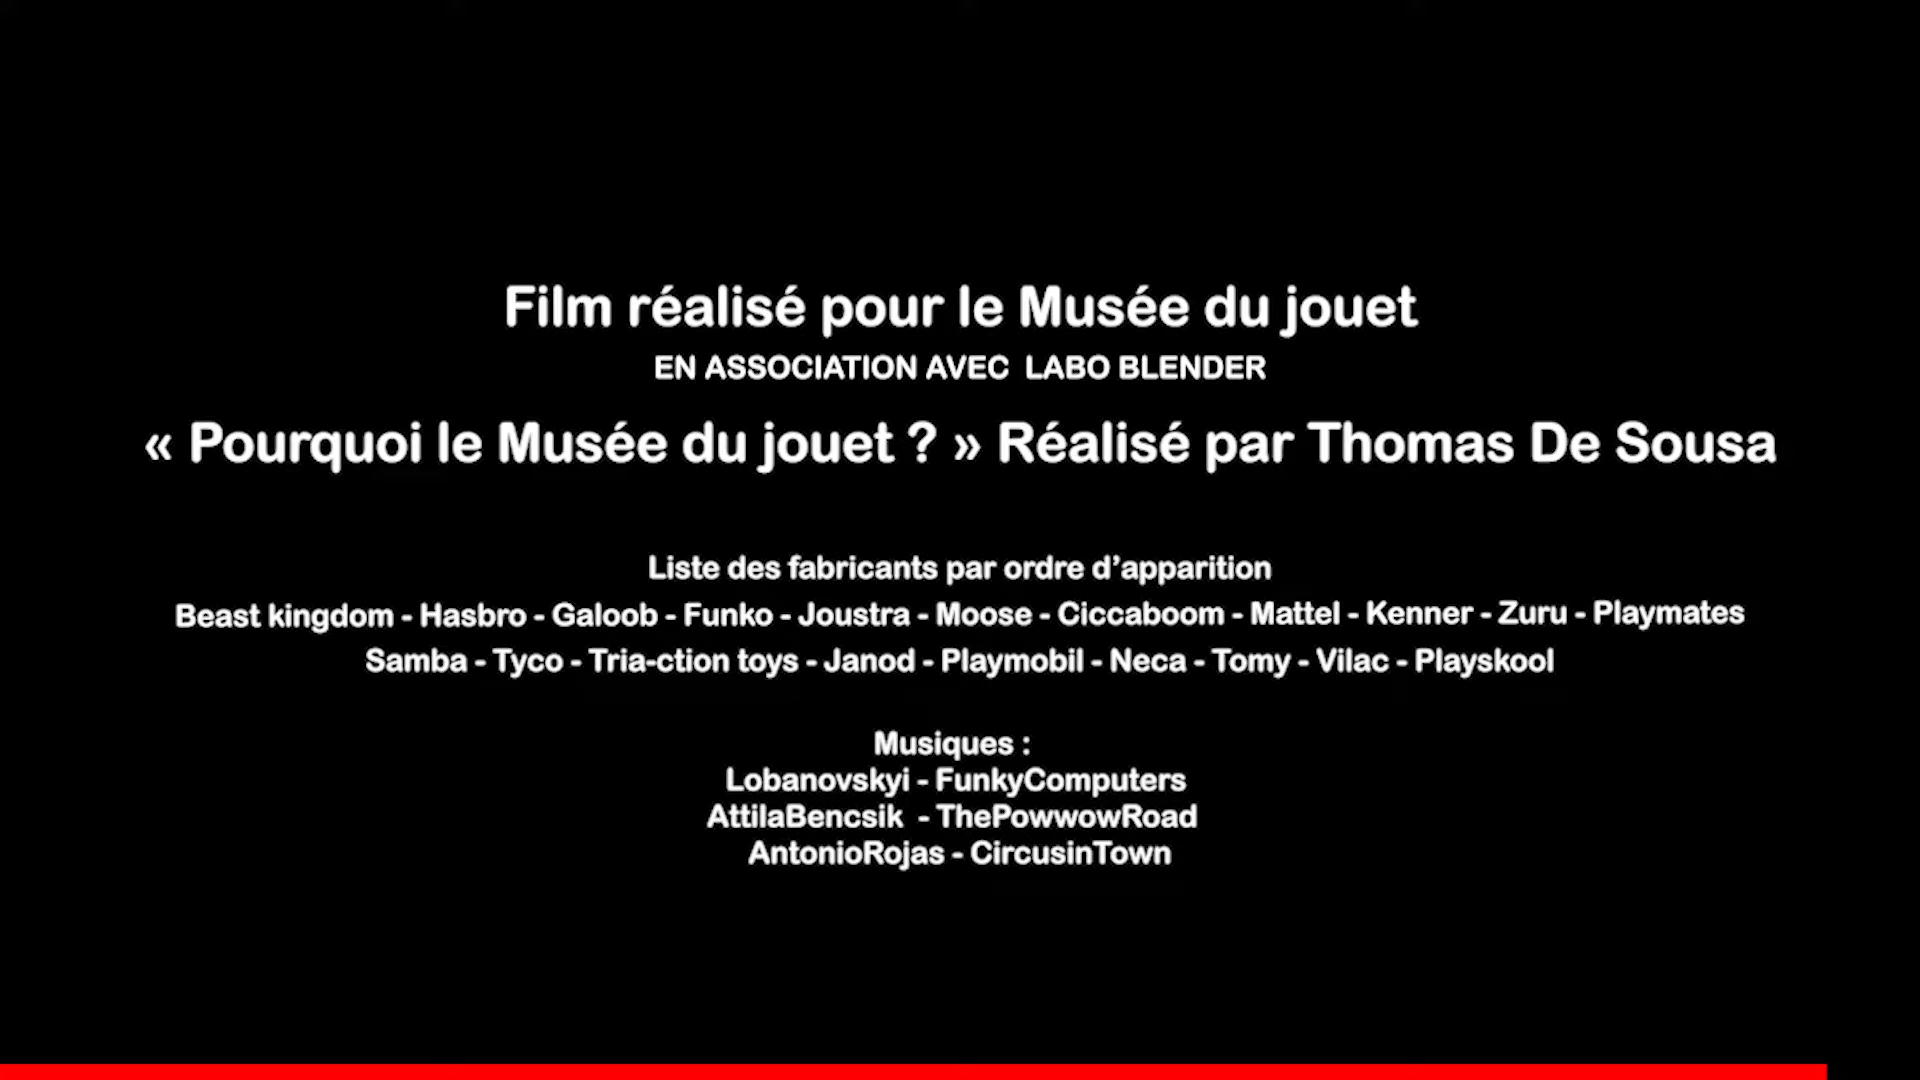 Film réalisé pour le Musée du jouet
EN ASSOCIATION AVEC LABO BLENDER
« Pourquoi le Musée du jouet ? » Réalisé par Thomas De Sousa
Liste des fabricants par ordre d’apparition
Beast kingdom - Hasbro - Galoob - Funko - Joustra - Moose - Ciccaboom - Mattel - Kenner - Zuru - Playmates
Samba - Tyco - Tria-ction toys - Janod - Playmobil - Neca - Tomy - Vilac - Playskool
Musiques :
Lobanovskyi - FunkyComputers
AttilaBencsik - ThePowwowRoad
AntonioRojas - CircusinTown